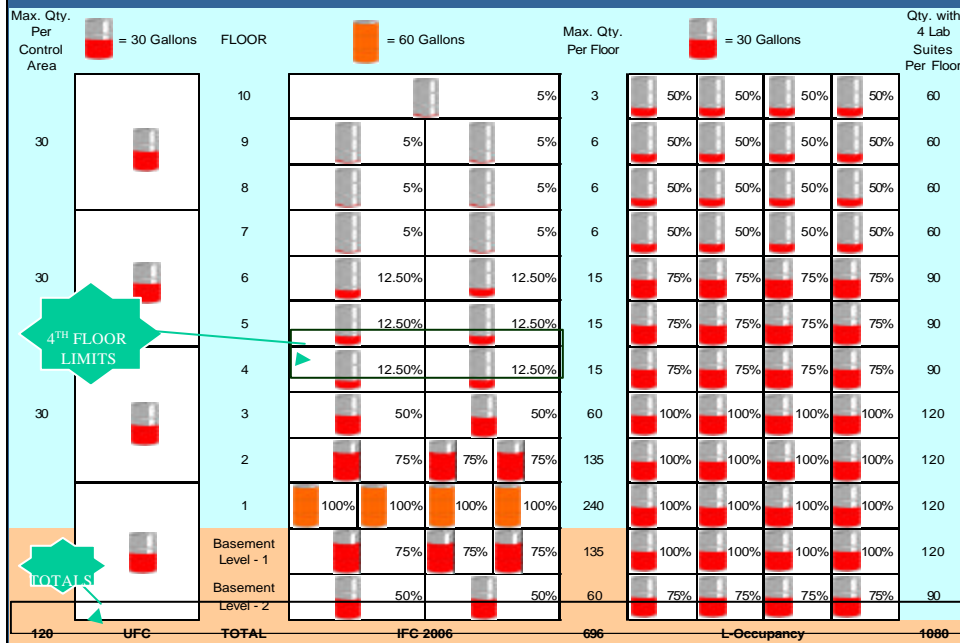 Max. Qty. Per Control Area
= 30 Gallons
FLOOR
= 60 Gallons
Max. Qty. Per Floor
= 30 Gallons
Qty. with 4 Lab Suites Per Floor
10 5% 3 50% 50% 50% 50% 60
30 9 5% 5% 6 50% 50% 50% 50% 60
8 5% 5% 6 50% 50% 50% 50% 60
7 5% 5% 6 50% 50% 50% 50% 60
30 6 12.50% 12.50% 15 75% 75% 75% 75% 90
5 12.50% 12.50% 15 75% 75% 75% 75% 90
4TH FLOOR LIMITS
4 12.50% 12.50% 15 75% 75% 75% 75% 90
30 3 50% 50% 60 100% 100% 100% 100% 120
2 75% 75% 75% 135 100% 100% 100% 100% 120
1 100% 100% 100% 100% 240 100% 100% 100% 100% 120
Basement Level - 1 75% 75% 75% 135 100% 100% 100% 100% 120
TOTALS
Basement Level - 2 50% 50% 60 75% 75% 75% 75% 90
120 UFC TOTAL IFC 2006 696 L-Occupancy 1080